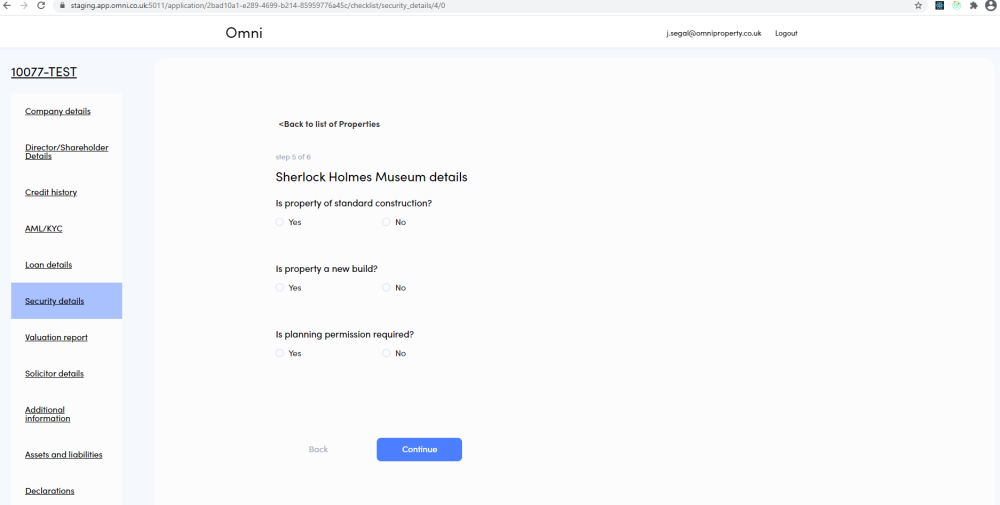 staging.app.omni.co.uk:5011/application/2bad10a1-e289-4699-b214-85959776a45c/checklist/security_details/4/0
Omni
j.segal@omniproperty.co.uk
Logout
10077-TEST
Company details
Director/Shareholder
Details
Credit history
AML/KYC
Loan details
Security details
Valuation report
Solicitor details
Additional
information
Assets and liabilities
Declarations
<Back to list of Properties
step 5 of 6
Sherlock Holmes Museum details
Is property of standard construction?
Yes No
Is property a new build?
Yes No
Is planning permission required?
Yes No
Back Continue